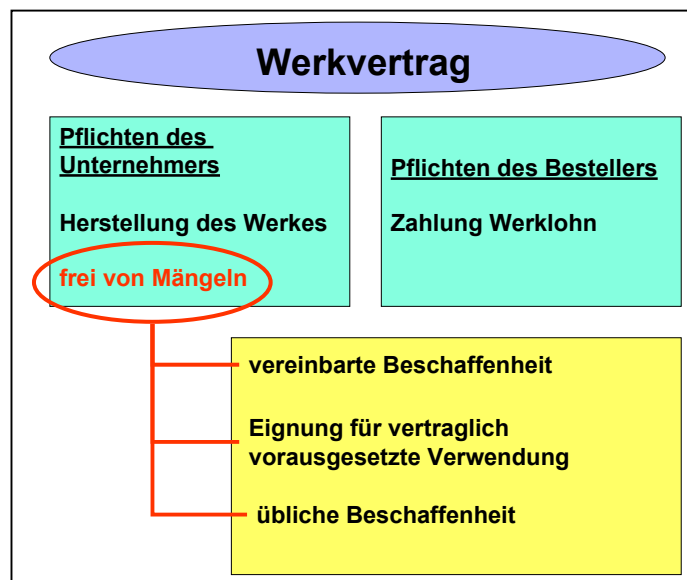 Werkvertrag
Pflichten des
Unternehmers
Herstellung des Werkes
frei von Mängeln
Pflichten des Bestellers
Zahlung Werklohn
vereinbarte Beschaffenheit
Eignung für vertraglich
vorausgesetzte Verwendung
übliche Beschaffenheit